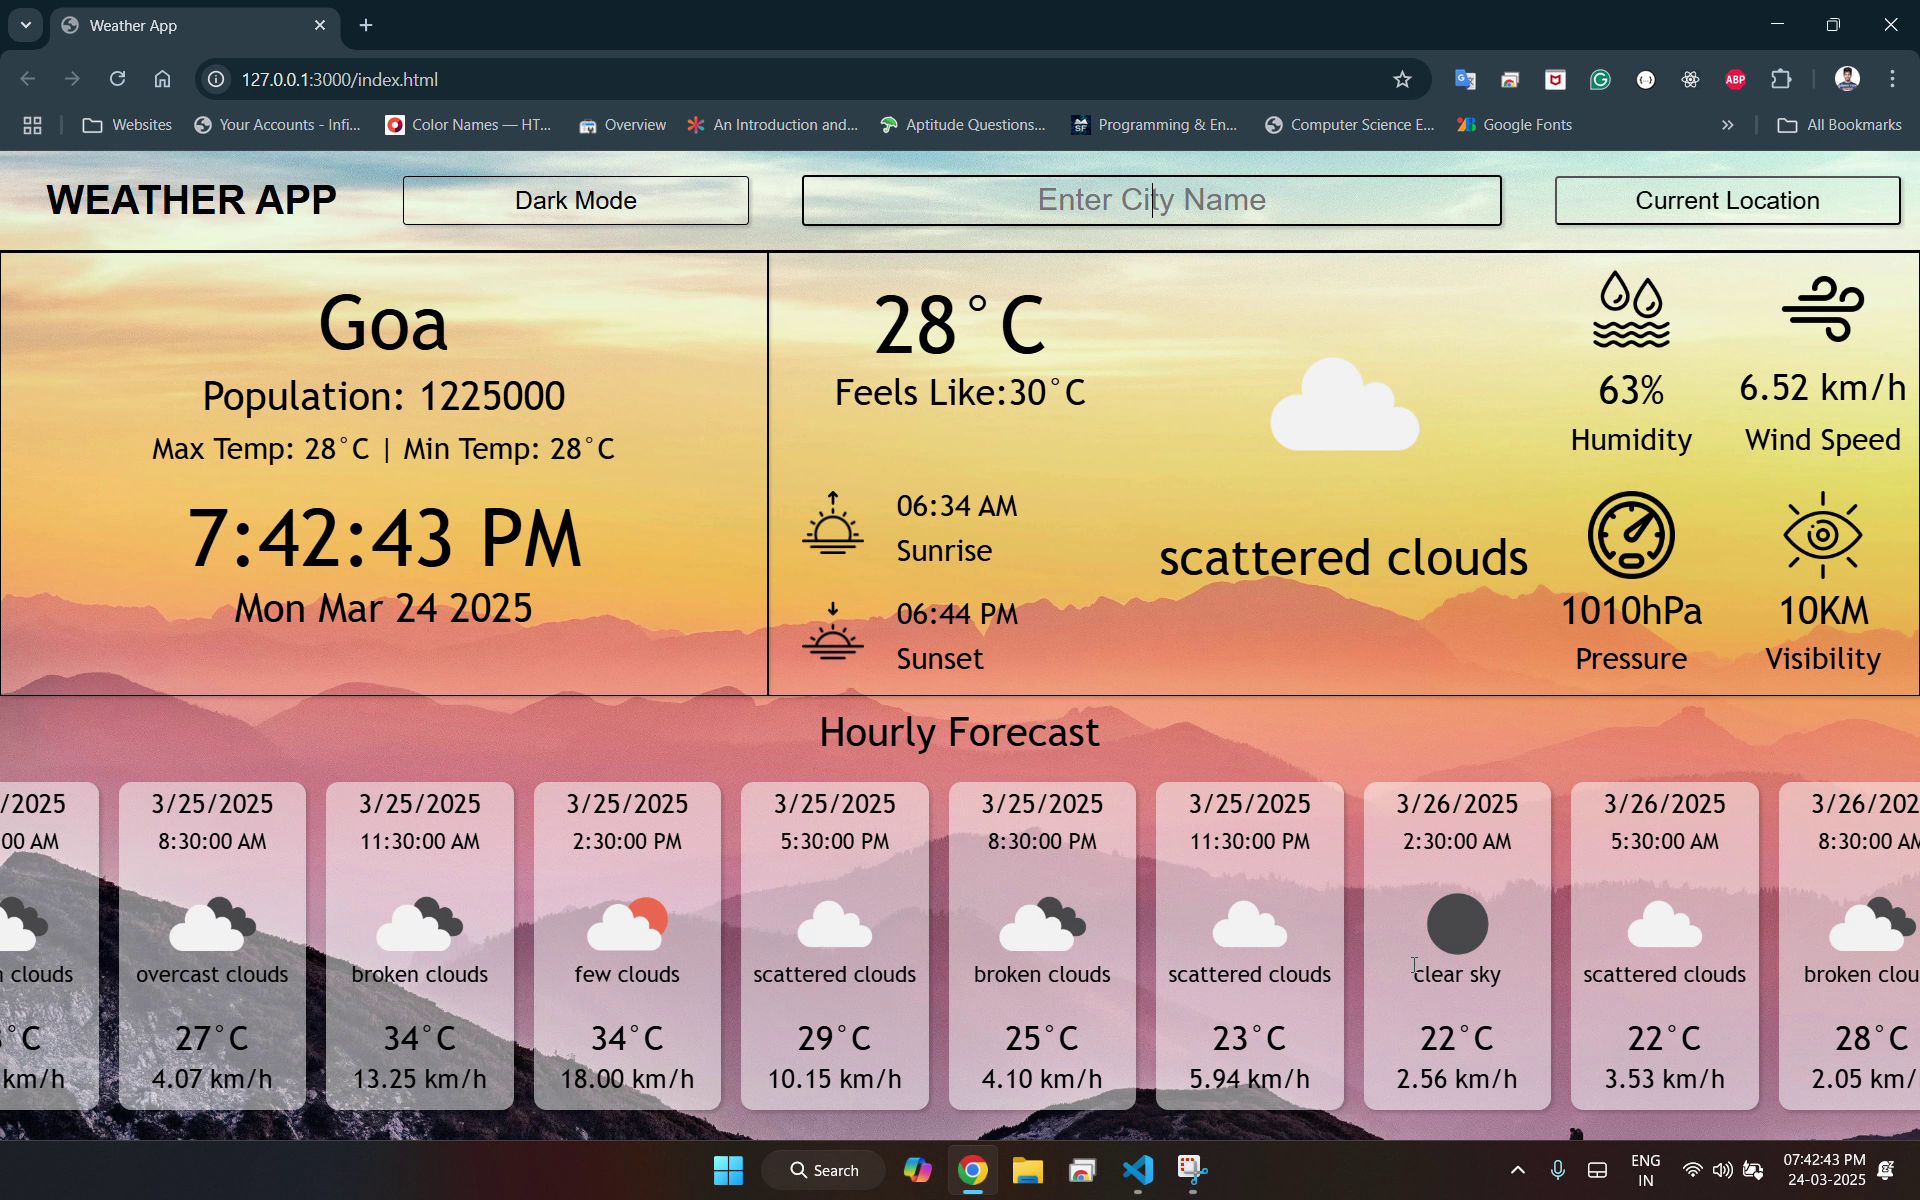 Weather App
127.0.0.1:3000/index.html
Websites
Your Accounts - Infi...
Color Names — HT...
Overview
An Introduction and...
Aptitude Questions...
Programming & En...
Computer Science E...
Google Fonts
All Bookmarks
WEATHER APP
Dark Mode
Enter City Name
Current Location
Goa
Population: 1225000
Max Temp: 28°C | Min Temp: 28°C
7:42:43 PM
Mon Mar 24 2025
28°C
Feels Like:30°C
06:34 AM
Sunrise
06:44 PM
Sunset
scattered clouds
63%
Humidity
6.52 km/h
Wind Speed
1010hPa
Pressure
10KM
Visibility
Hourly Forecast
/2025
00 AM
clouds
°C
km/h
3/25/2025
8:30:00 AM
overcast clouds
27°C
4.07 km/h
3/25/2025
11:30:00 AM
broken clouds
34°C
13.25 km/h
3/25/2025
2:30:00 PM
few clouds
34°C
18.00 km/h
3/25/2025
5:30:00 PM
scattered clouds
29°C
10.15 km/h
3/25/2025
8:30:00 PM
broken clouds
25°C
4.10 km/h
3/25/2025
11:30:00 PM
scattered clouds
23°C
5.94 km/h
3/26/2025
2:30:00 AM
clear sky
22°C
2.56 km/h
3/26/2025
5:30:00 AM
scattered clouds
22°C
3.53 km/h
3/26/202
8:30:00 AM
broken clou
28°C
2.05 km/
ABP
Search
ENG
IN
07:42:43 PM
24-03-2025